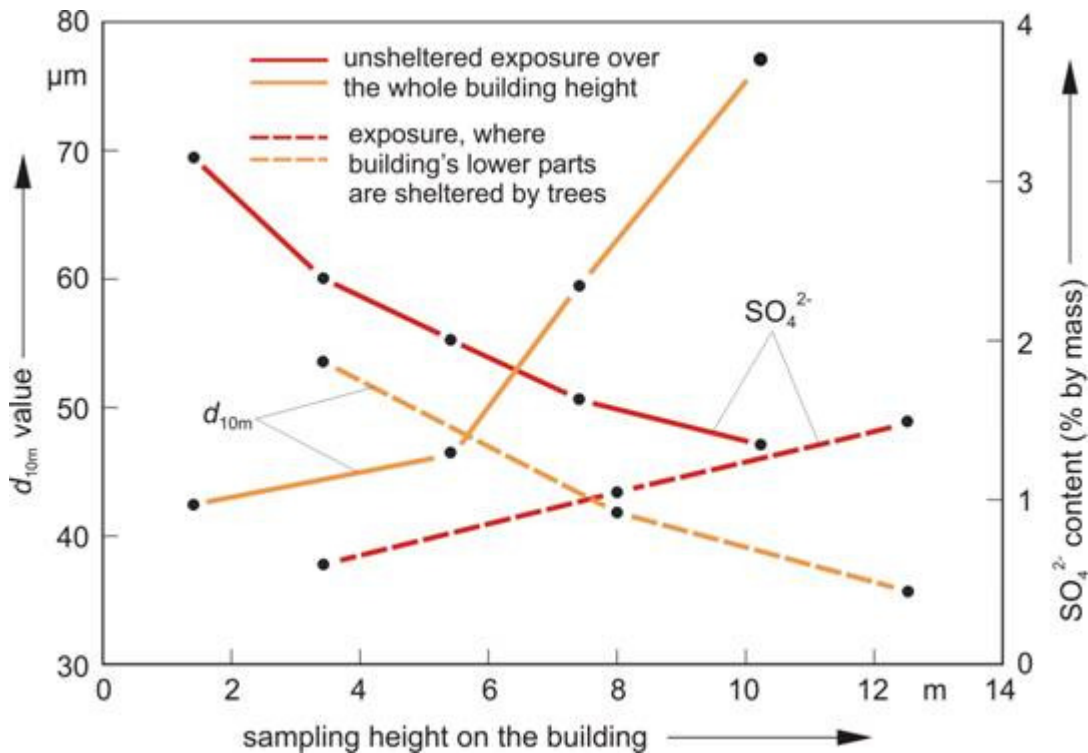 80
µm
70
60
50
40
30
d10m value
unsheltered exposure over
the whole building height
exposure, where
building's lower parts
are sheltered by trees
SO4 2-
d10m
4
3
2
1
0
SO4 2- content (% by mass)
0 2 4 6 8 10 12 m 14
sampling height on the building